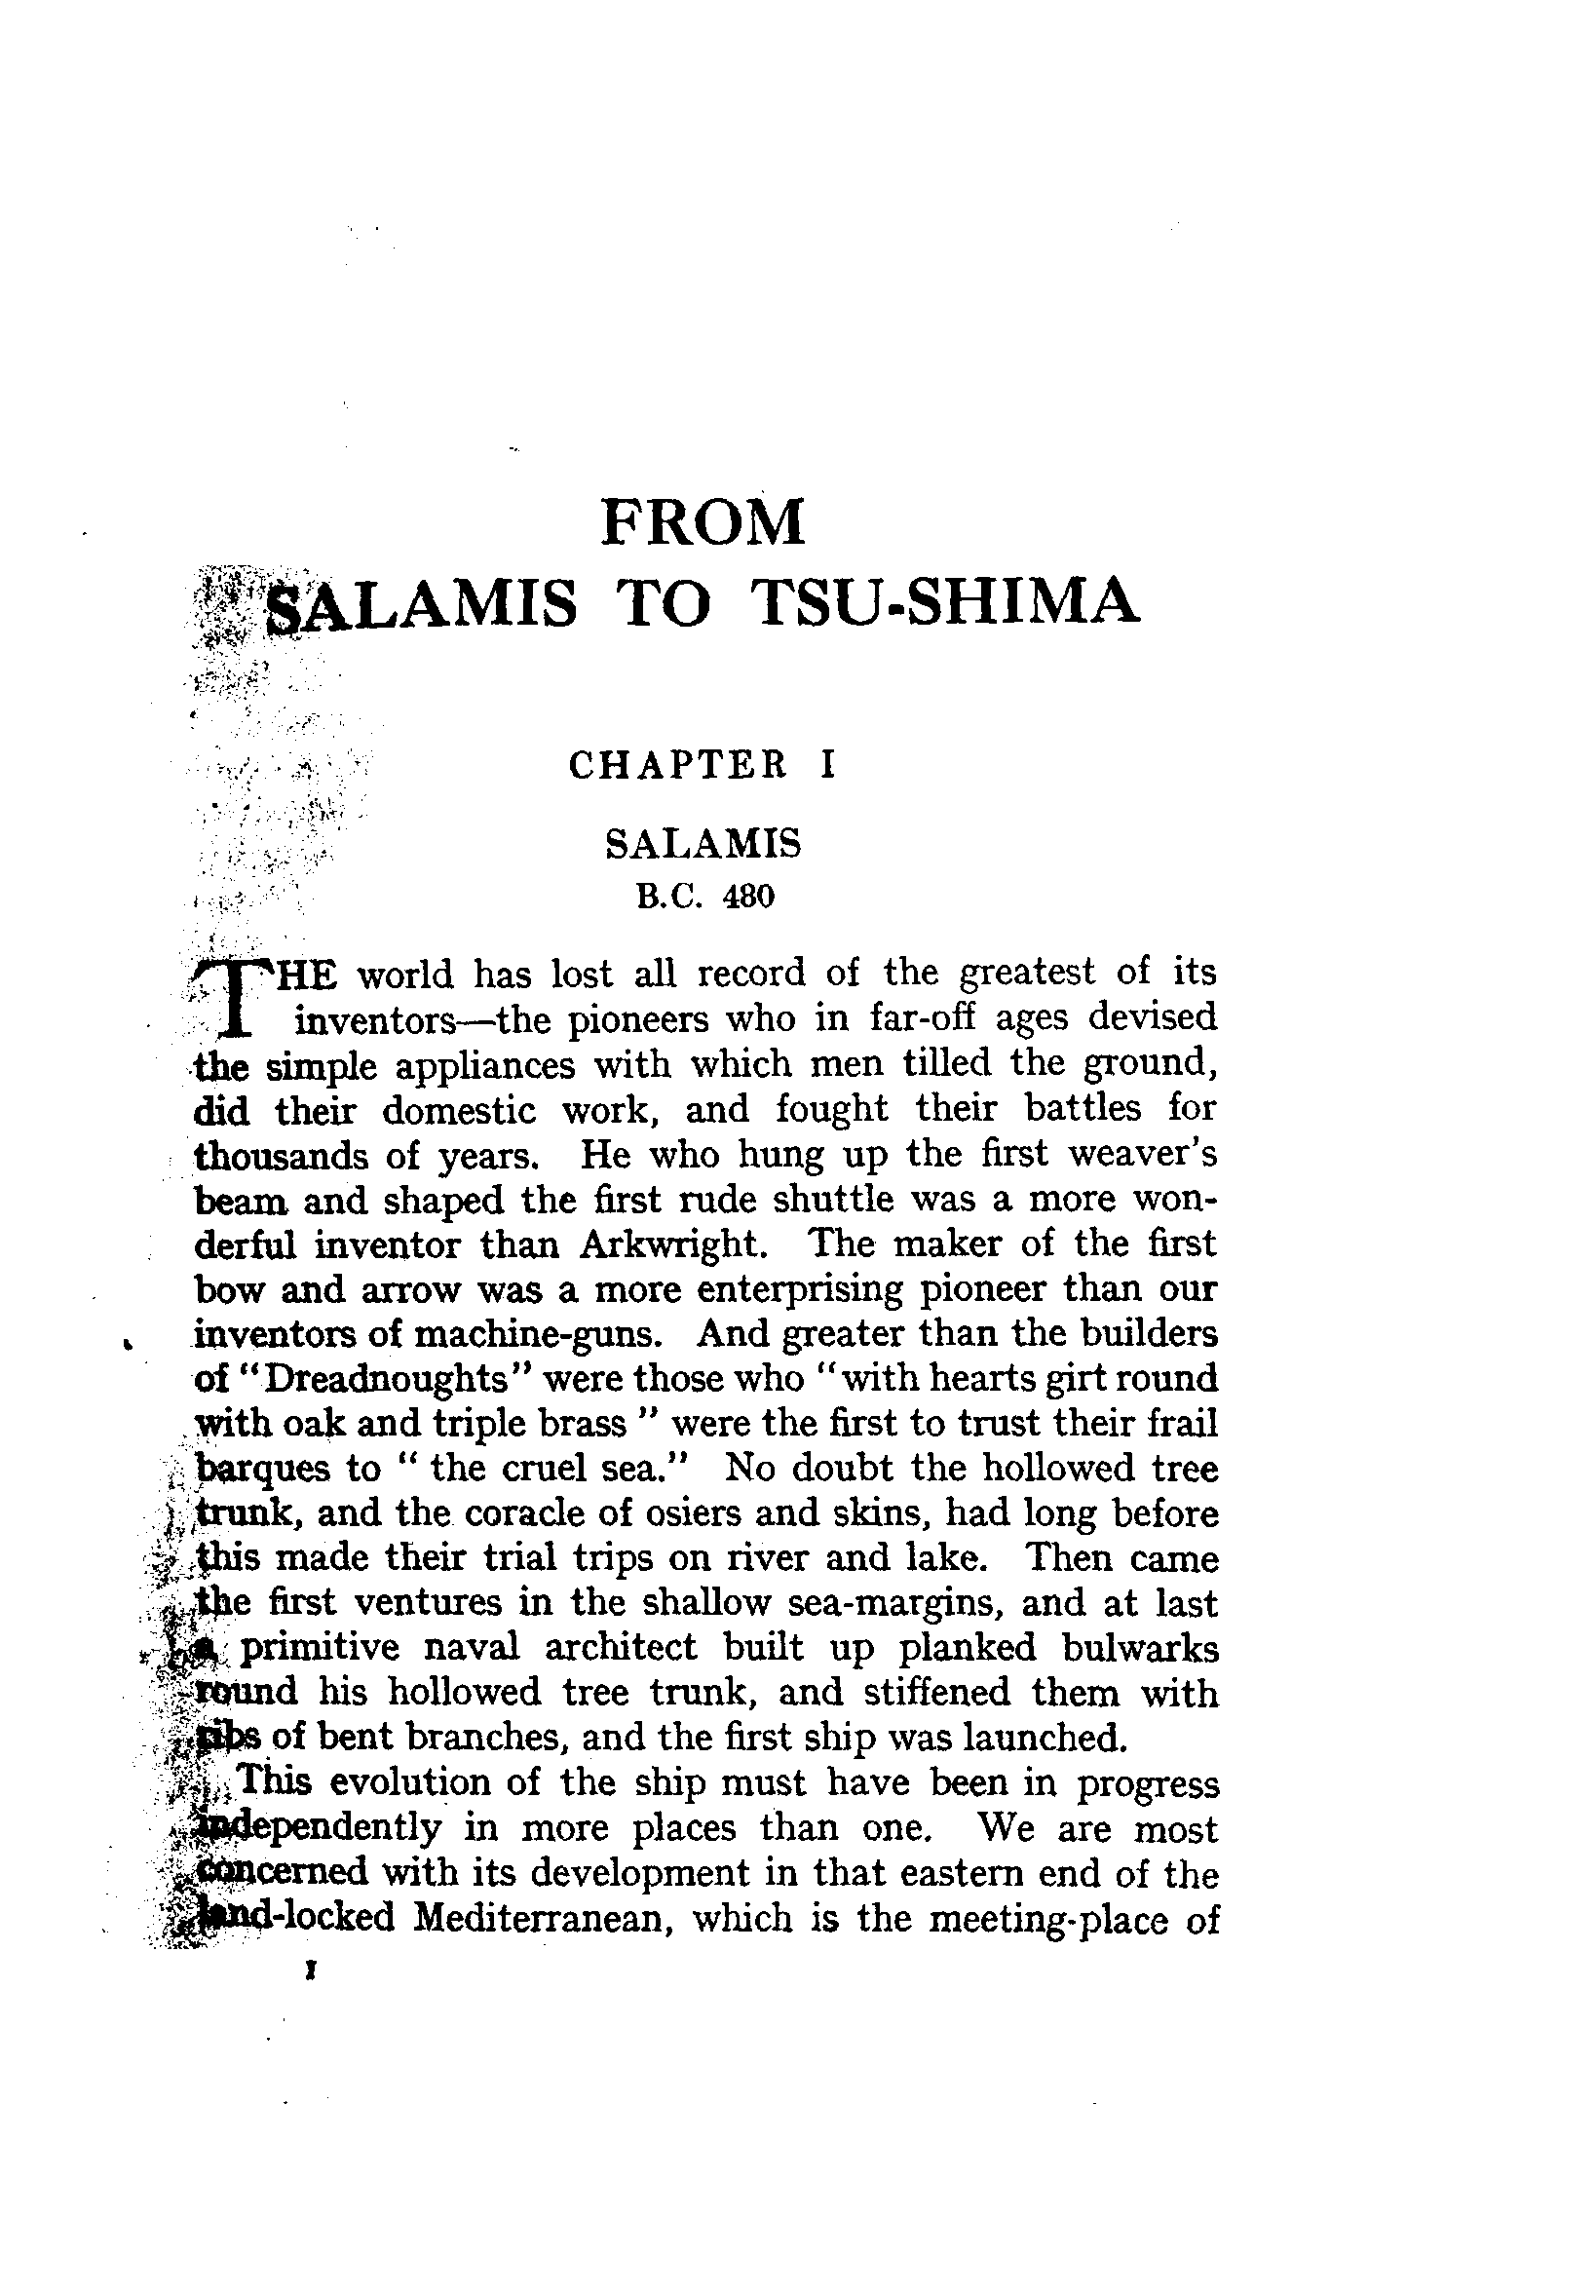 FROM
SALAMIS TO TSU-SHIMA
CHAPTER I
SALAMIS
B.C. 480
THE world has lost all record of the greatest of its
inventors—the pioneers who in far-off ages devised
the simple appliances with which men tilled the ground,
did their domestic work, and fought their battles for
thousands of years. He who hung up the first weaver's
beam and shaped the first rude shuttle was a more won-
derful inventor than Arkwright. The maker of the first
bow and arrow was a more enterprising pioneer than our
inventors of machine-guns. And greater than the builders
of "Dreadnoughts" were those who "with hearts girt round
with oak and triple brass" were the first to trust their frail
barques to "the cruel sea." No doubt the hollowed tree
trunk, and the coracle of osiers and skins, had long before
this made their trial trips on river and lake. Then came
the first ventures in the shallow sea-margins, and at last
a primitive naval architect built up planked bulwarks
round his hollowed tree trunk, and stiffened them with
ribs of bent branches, and the first ship was launched.
This evolution of the ship must have been in progress
independently in more places than one. We are most
concerned with its development in that eastern end of the
land-locked Mediterranean, which is the meeting-place of
I